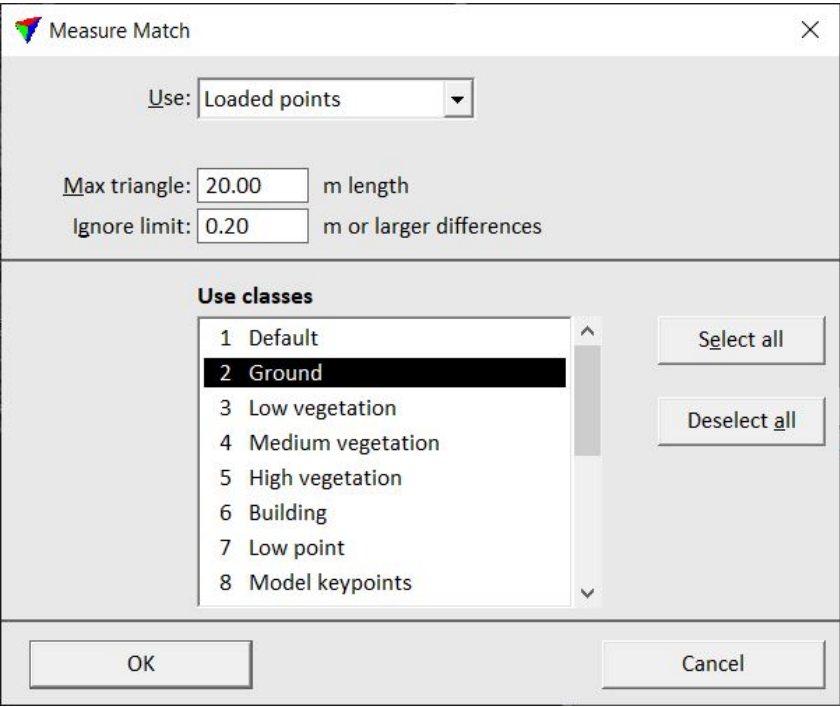 Measure Match
Use: Loaded points
Max triangle: 20.00 m length
Ignore limit: 0.20 m or larger differences
Use classes
1 Default
2 Ground
3 Low vegetation
4 Medium vegetation
5 High vegetation
6 Building
7 Low point
8 Model keypoints
Select all
Deselect all
OK
Cancel